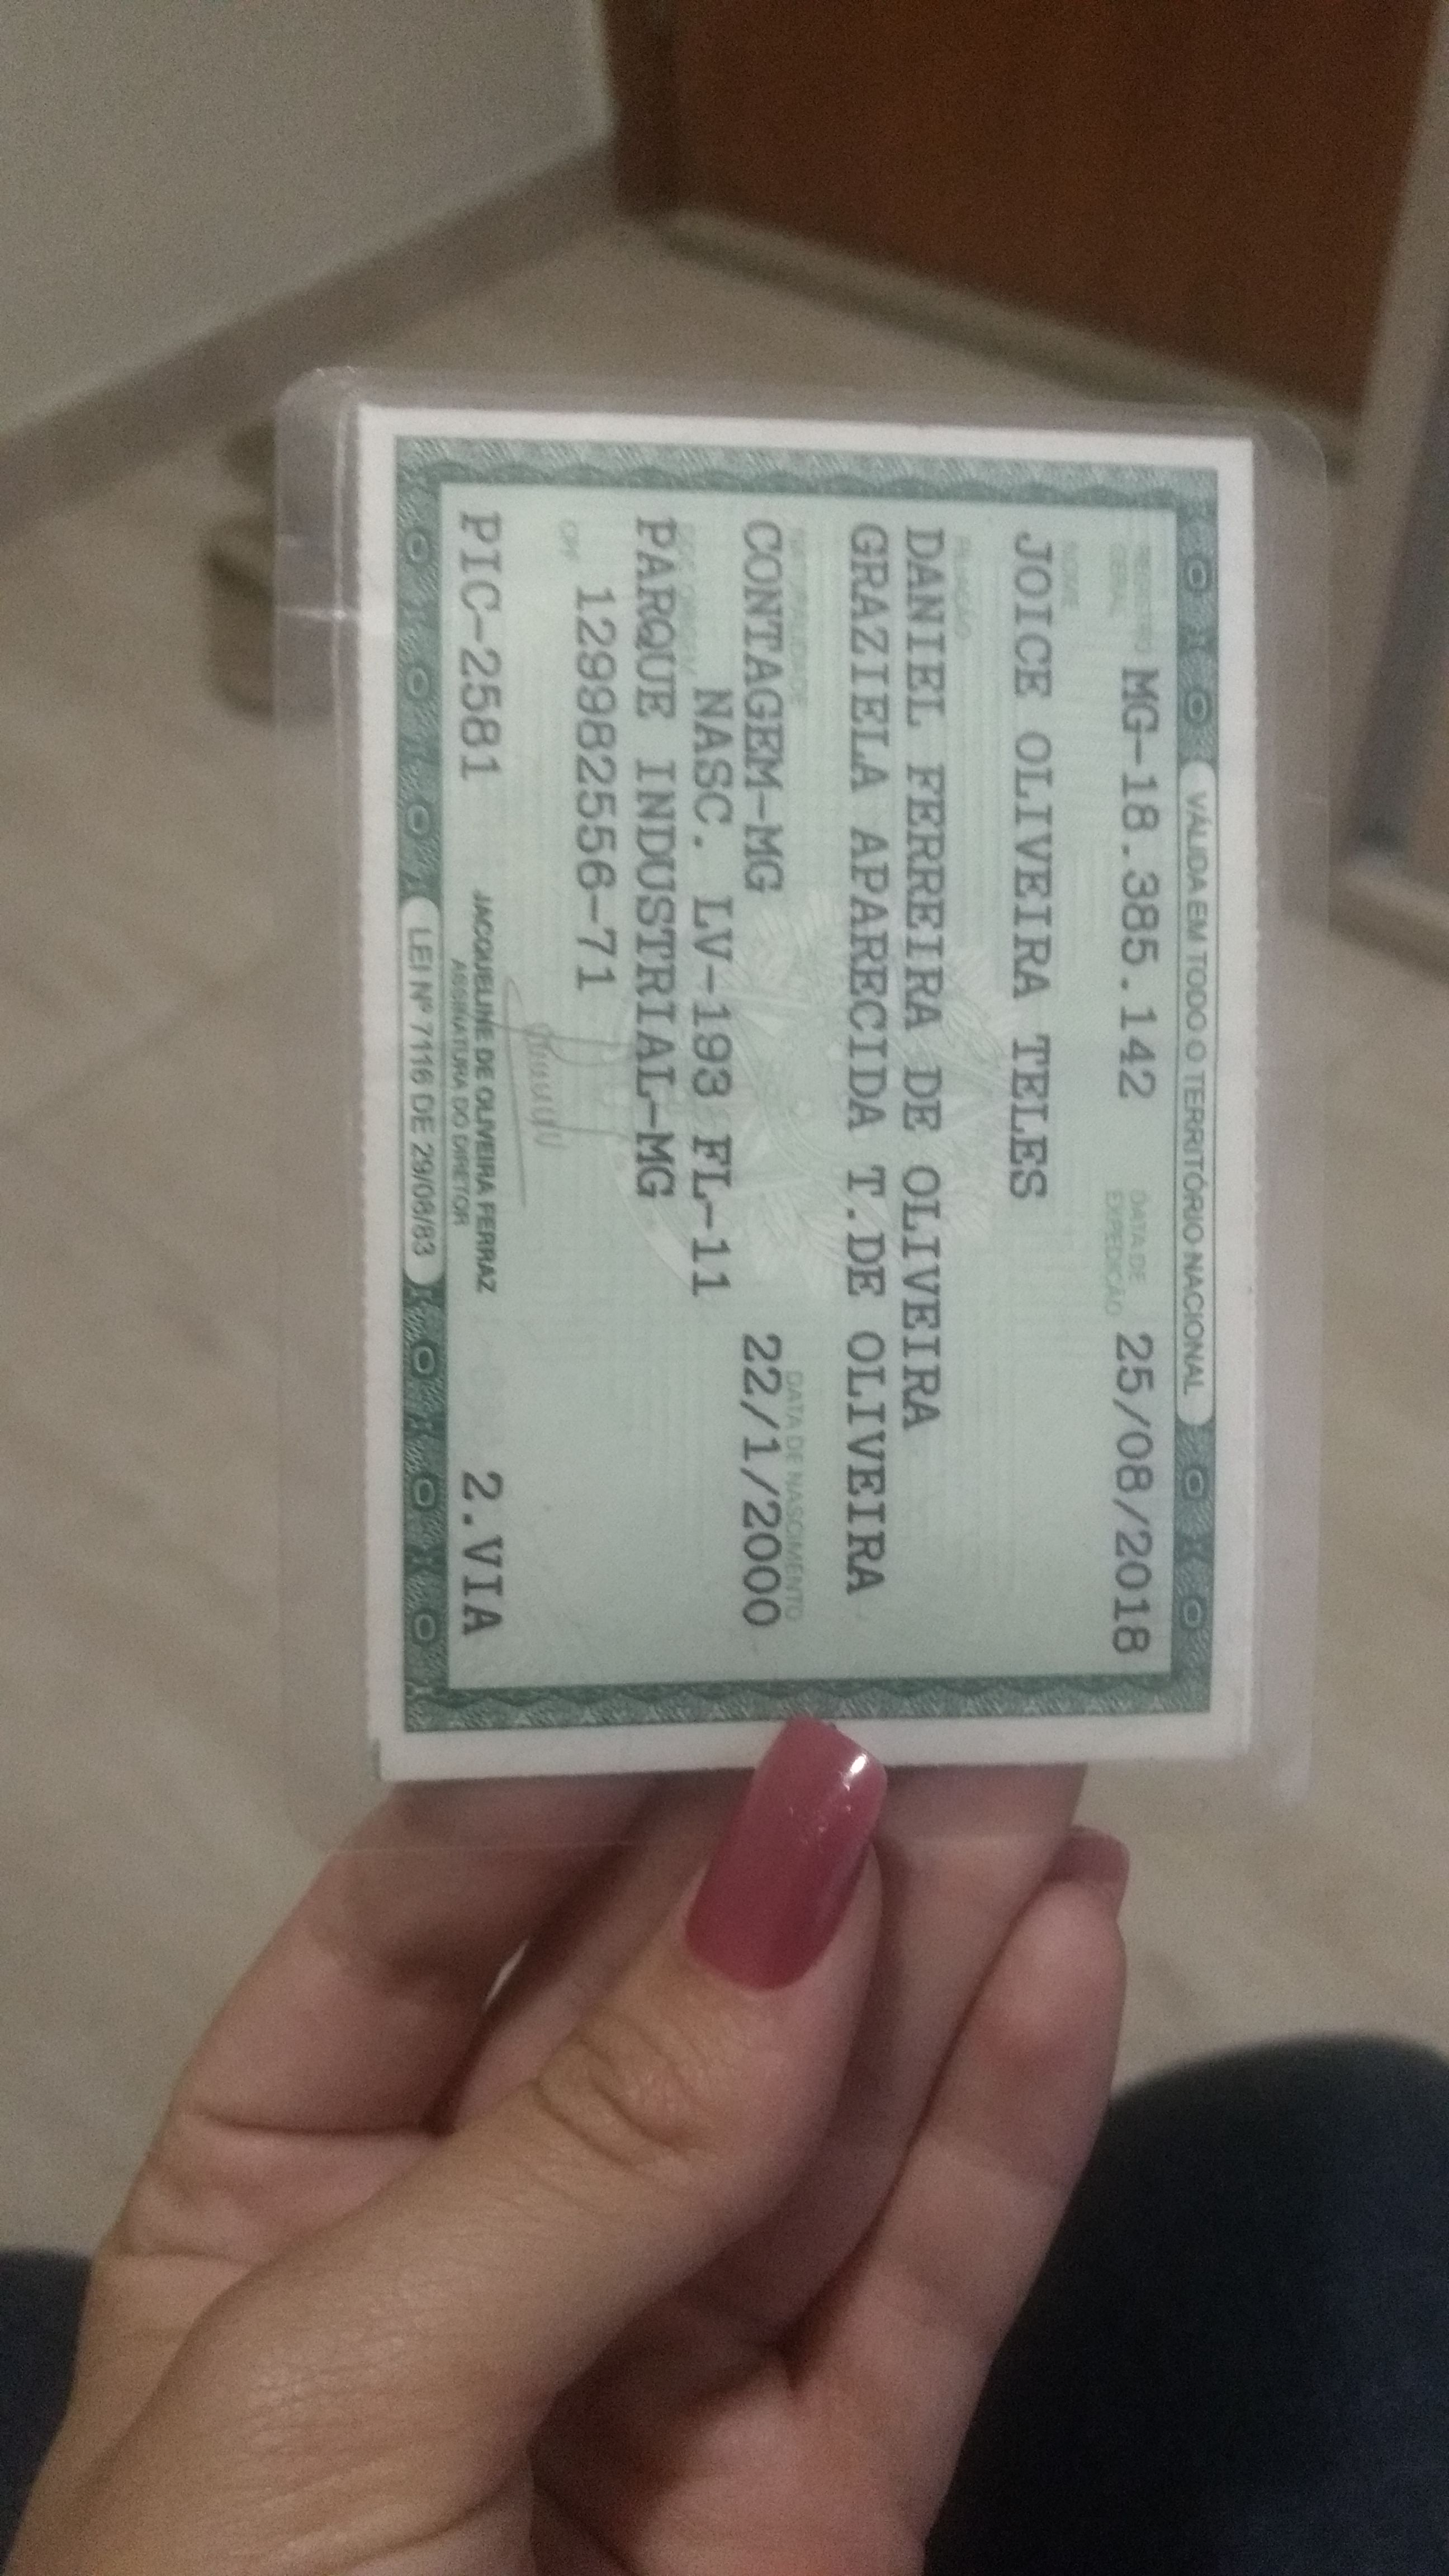 VÁLIDA EM TODO O TERRITÓRIO NACIONAL
REGISTRO GERAL MG-18.385.142 DATA DE EXPEDIÇÃO 25/08/2018
NOME
JOICE OLIVEIRA TELES
FILIAÇÃO
DANIEL FERREIRA DE OLIVEIRA
GRAZIELA APARECIDA T.DE OLIVEIRA
NATURALIDADE DATA DE NASCIMENTO
CONTAGEM-MG 22/1/2000
DOC ORIGEM NASC. LV-193 FL-11
PARQUE INDUSTRIAL-MG
CPF 129982556-71
PIC-2581 JACQUELINE DE OLIVEIRA FERRAZ 2.VIA
ASSINATURA DO DIRETOR
LEI Nº 7116 DE 29/08/83